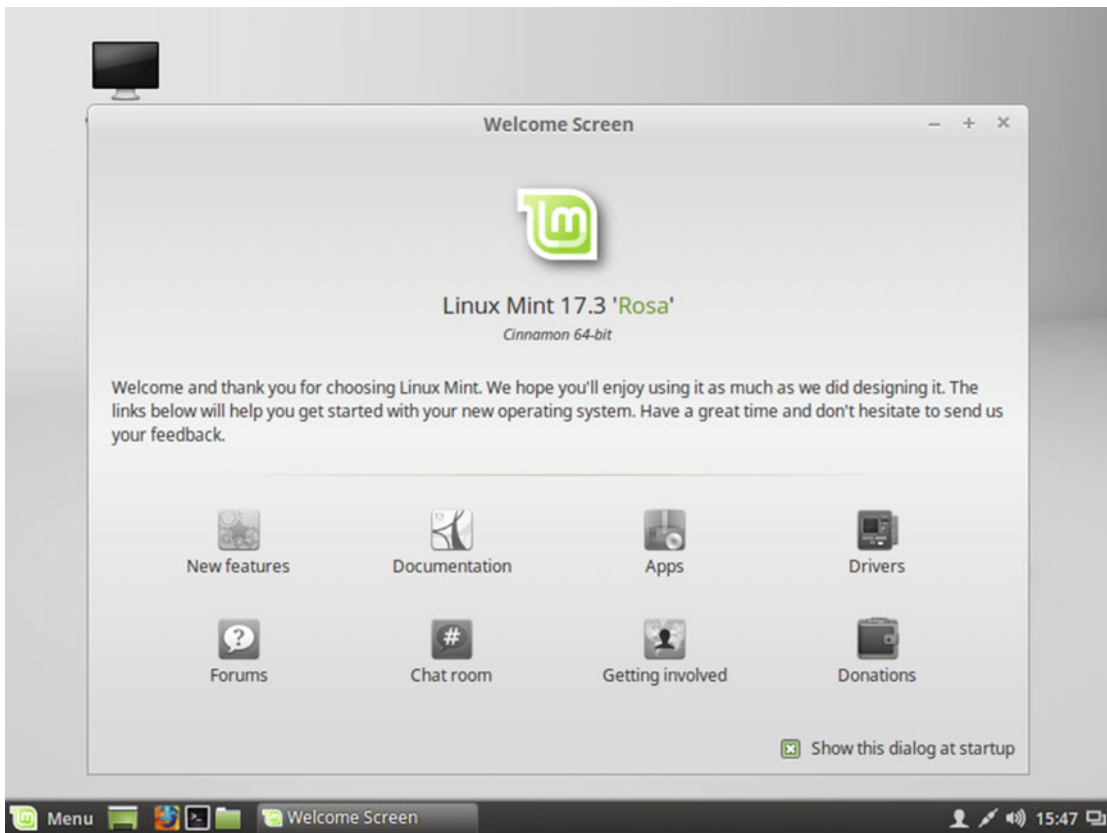 Welcome Screen
Linux Mint 17.3 'Rosa'
Cinnamon 64-bit
Welcome and thank you for choosing Linux Mint. We hope you'll enjoy using it as much as we did designing it. The
links below will help you get started with your new operating system. Have a great time and don't hesitate to send us
your feedback.
New features
Documentation
Apps
Drivers
?
#
Forums
Chat room
Getting involved
Donations
Show this dialog at startup
Menu
Welcome Screen
15:47